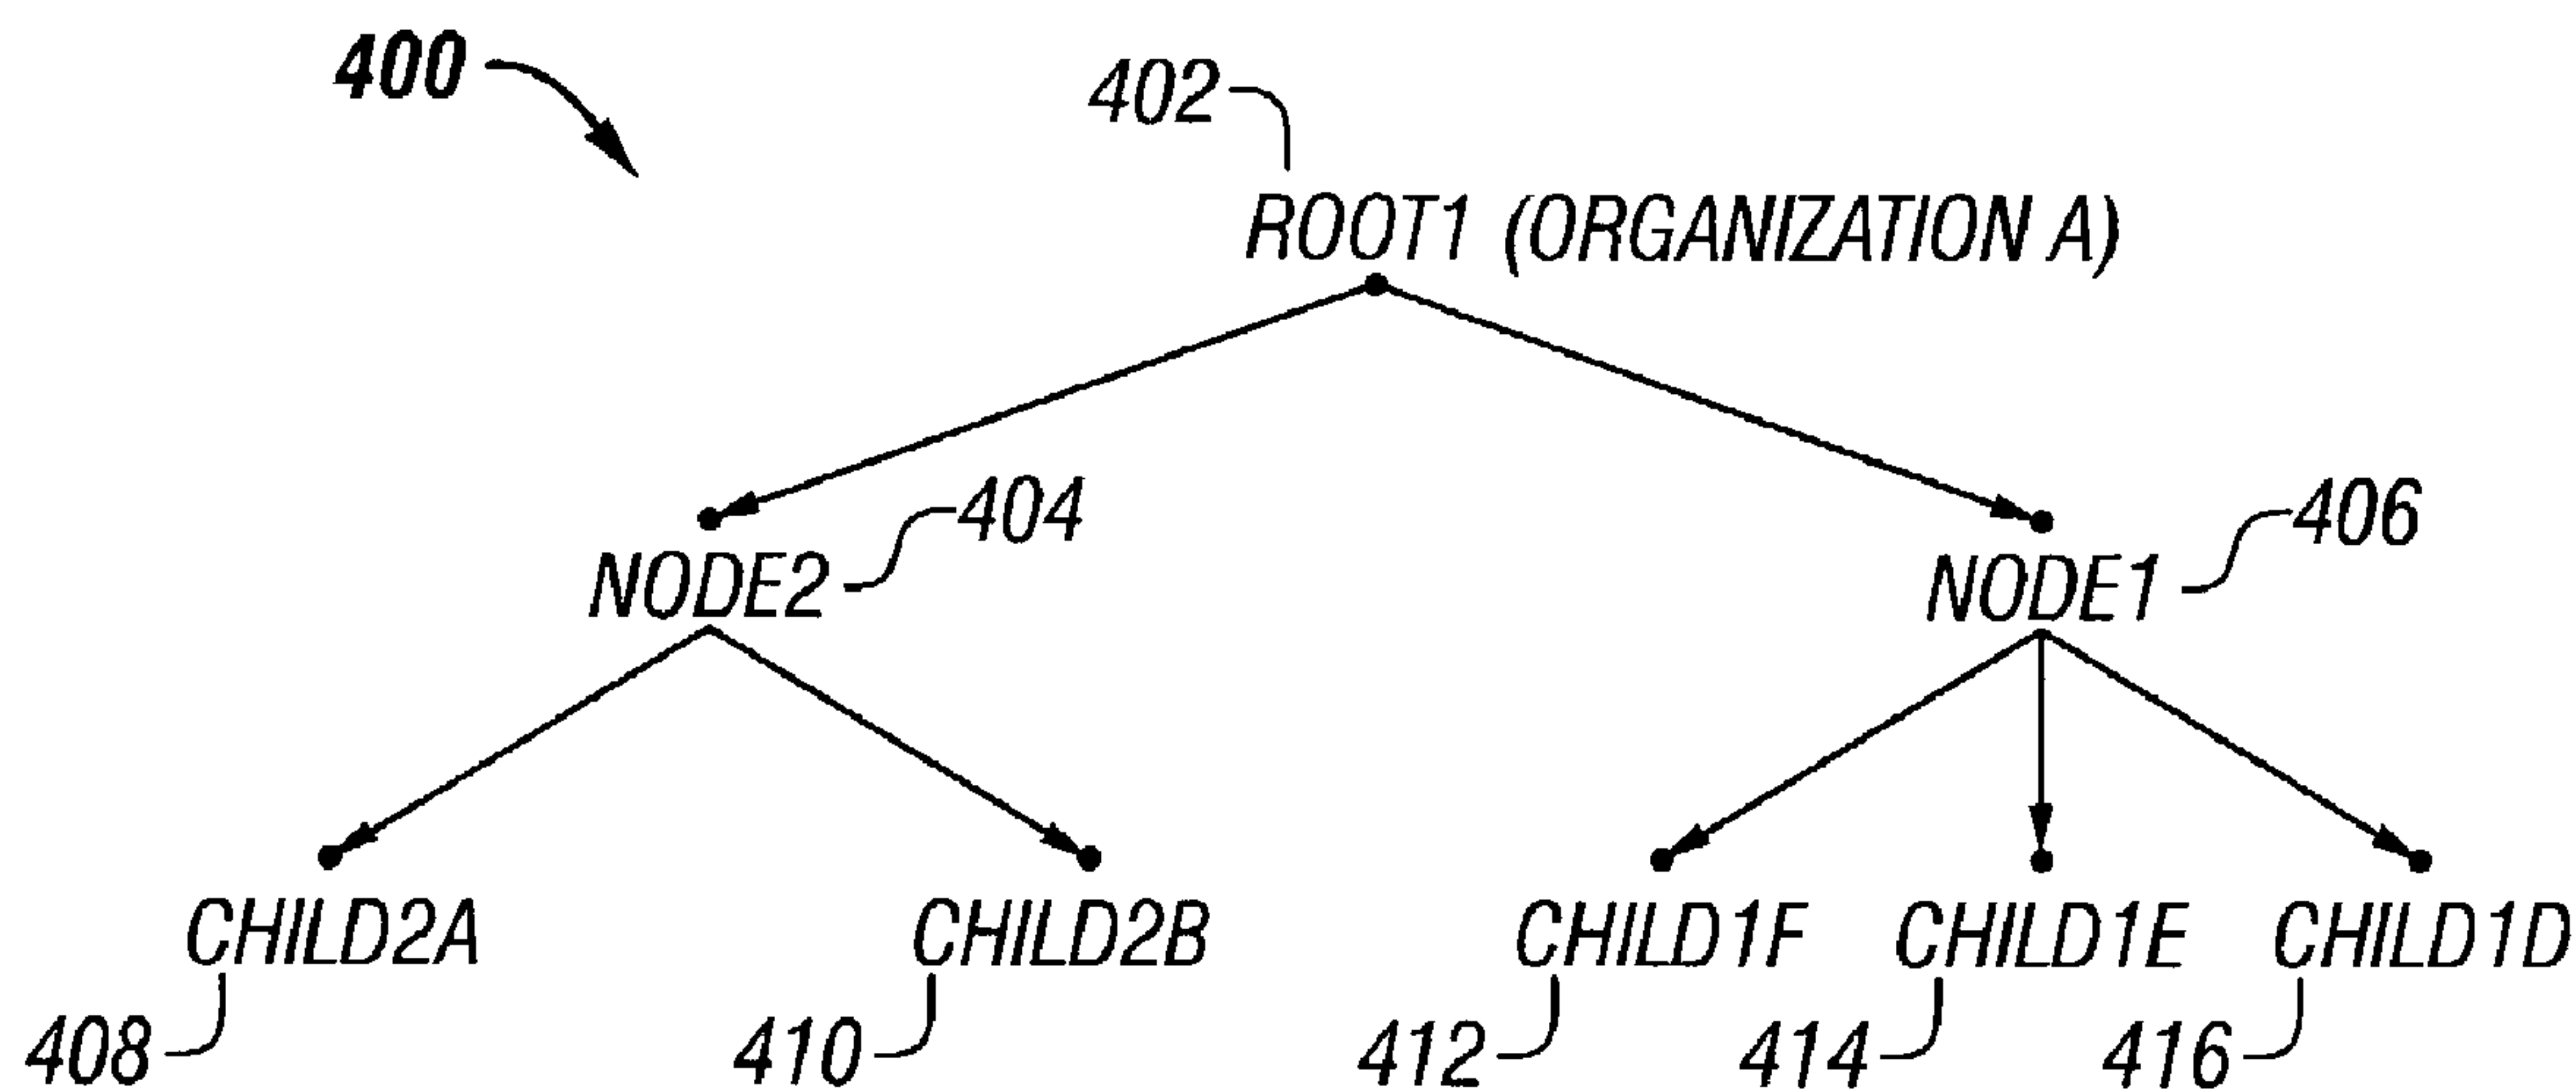 400
402
ROOT1 (ORGANIZATION A)
404
406
NODE2
NODE1
CHILD2A CHILD2B CHILD1F CHILD1E CHILD1D
408 410 412 414 416